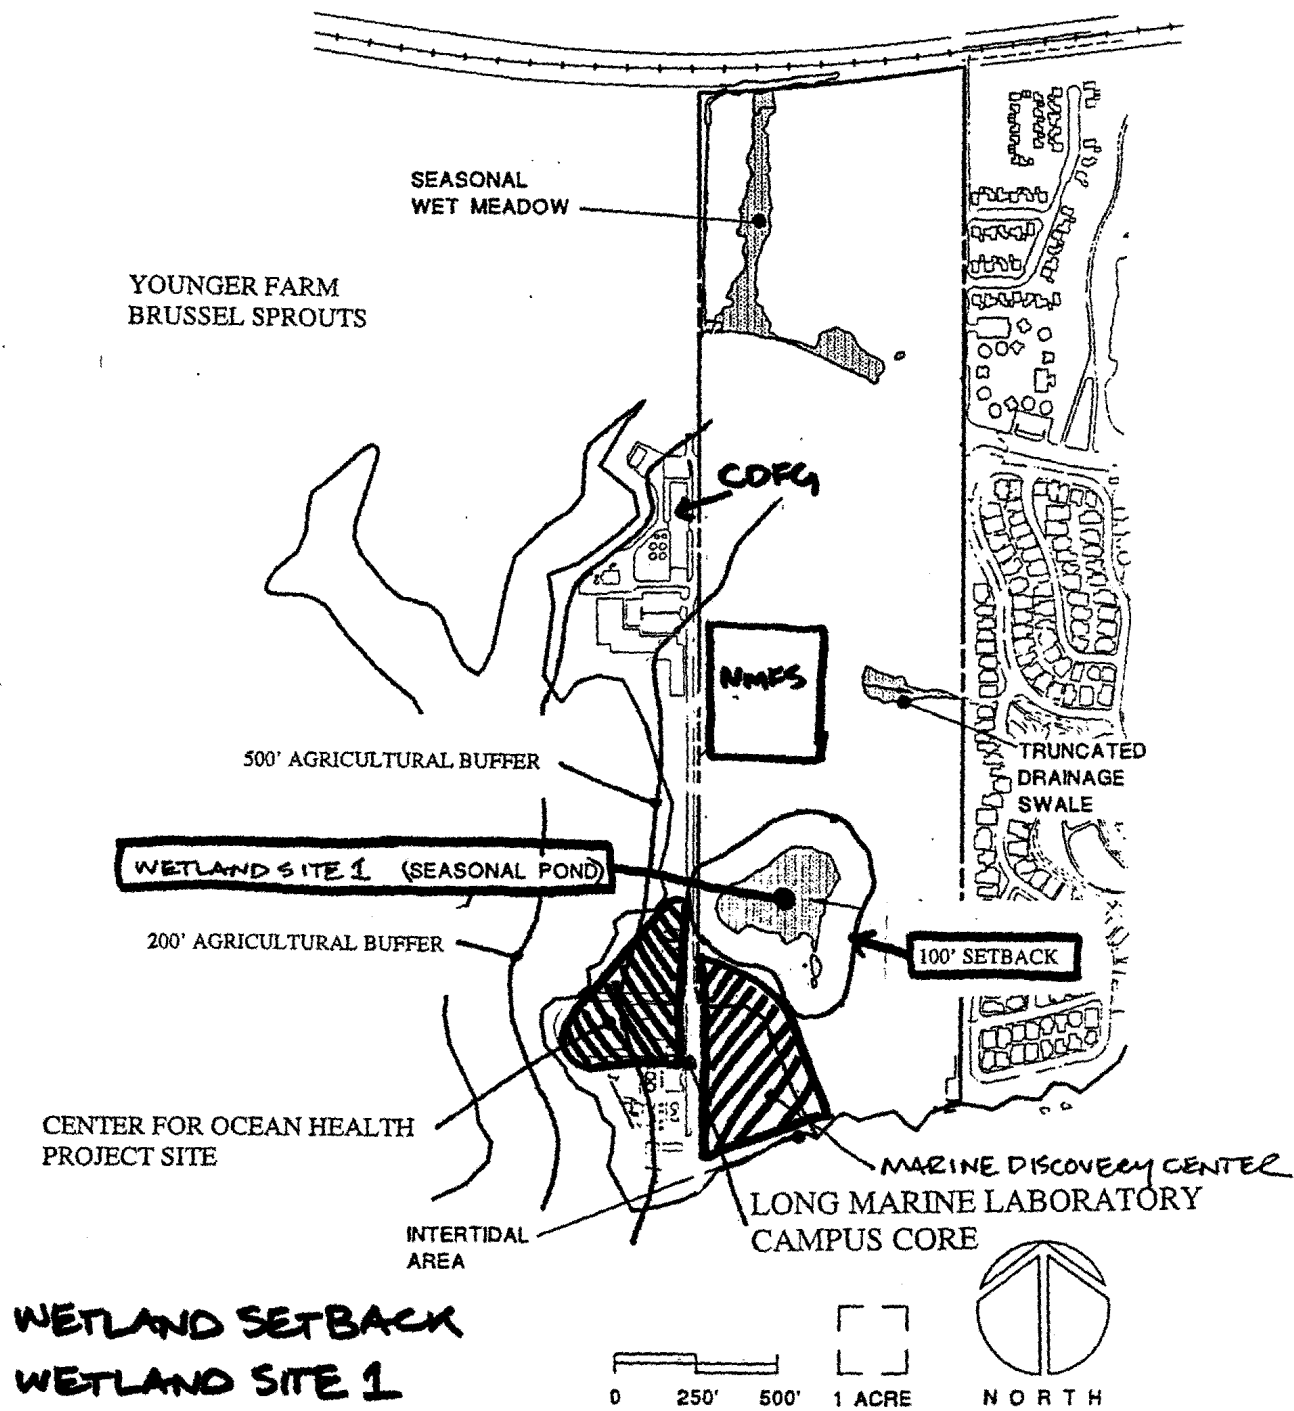 SEASONAL
WET MEADOW
YOUNGER FARM
BRUSSEL SPROUTS
CDFG
NMFS
500' AGRICULTURAL BUFFER
TRUNCATED
DRAINAGE
SWALE
WETLAND SITE 1 (SEASONAL POND)
200' AGRICULTURAL BUFFER
100' SETBACK
CENTER FOR OCEAN HEALTH
PROJECT SITE
MARINE DISCOVERY CENTER
LONG MARINE LABORATORY
CAMPUS CORE
INTERTIDAL
AREA
WETLAND SETBACK
WETLAND SITE 1
0 250' 500'
1 ACRE
NORTH